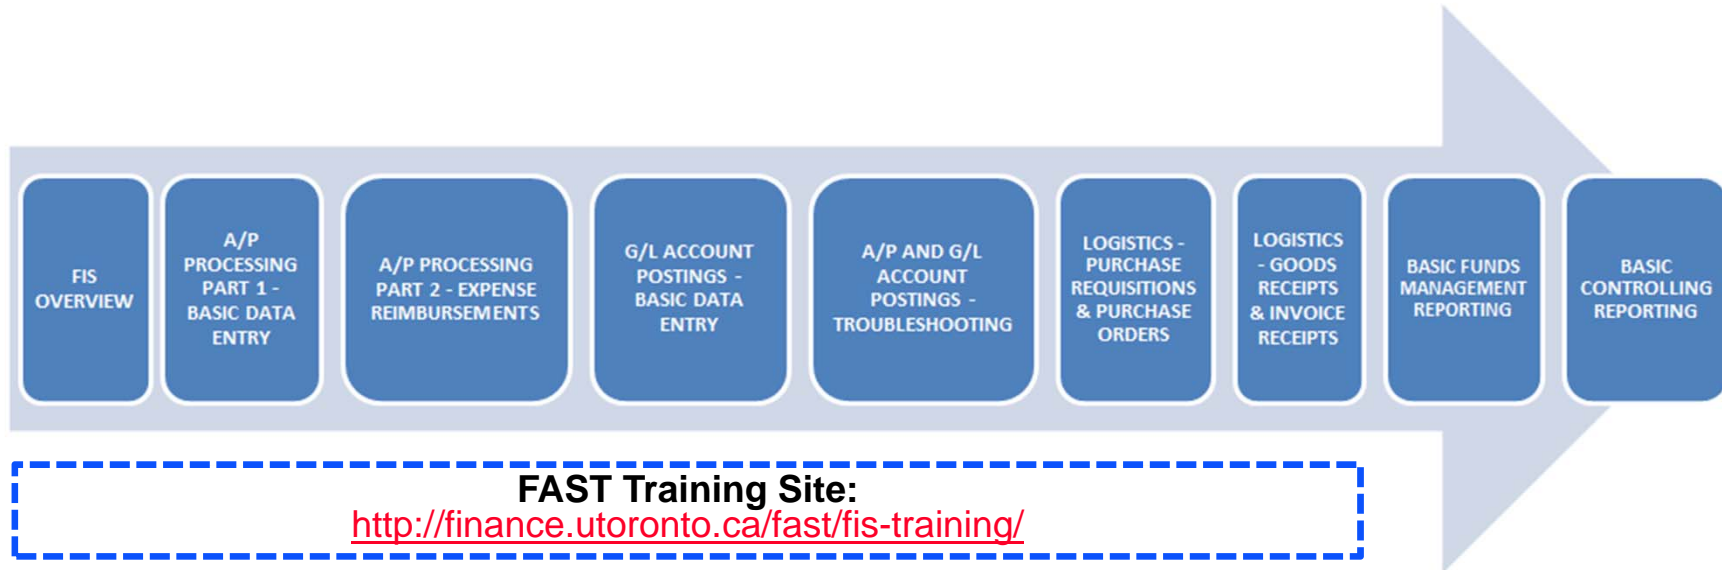 FIS
OVERVIEW
A/P
PROCESSING
PART 1 -
BASIC DATA
ENTRY
A/P PROCESSING
PART 2 - EXPENSE
REIMBURSEMENTS
G/L ACCOUNT
POSTINGS -
BASIC DATA
ENTRY
A/P AND G/L
ACCOUNT
POSTINGS -
TROUBLESHOOTING
LOGISTICS -
PURCHASE
REQUISITIONS
& PURCHASE
ORDERS
LOGISTICS
- GOODS
RECEIPTS
& INVOICE
RECEIPTS
BASIC FUNDS
MANAGEMENT
REPORTING
BASIC
CONTROLLING
REPORTING
FAST Training Site:
http://finance.utoronto.ca/fast/fis-training/